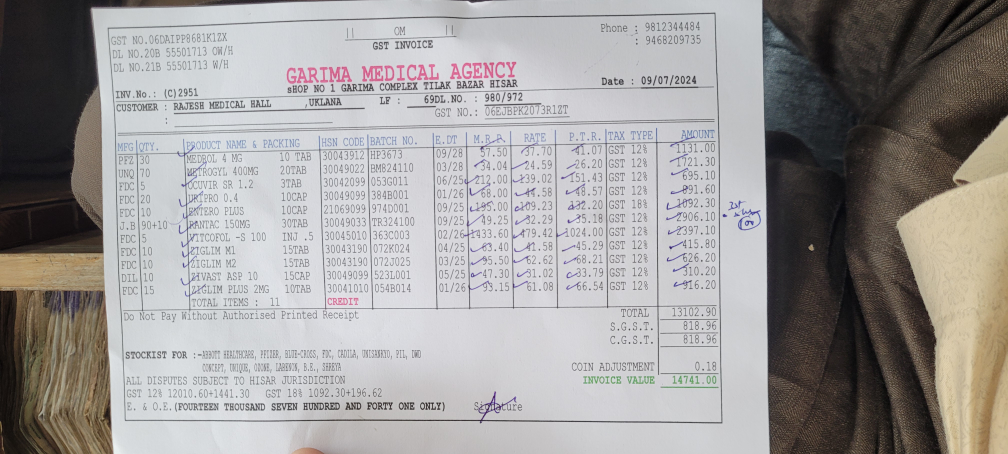 GST NO.06DAIPP8681K1ZX
DL NO.20B 55501713 OW/H
DL NO.21B 55501713 W/H
|| OM ||
GST INVOICE
Phone : 9812344484
: 9468209735
GARIMA MEDICAL AGENCY
SHOP NO 1 GARIMA COMPLEX TILAK BAZAR HISAR
INV.No.: (C)2951
Date : 09/07/2024
CUSTOMER : RAJESH MEDICAL HALL ,UKLANA LF : 69DL.NO. : 980/972
: GST NO.: 06EJBPK2073R1ZT
MFG QTY. PRODUCT NAME & PACKING HSN CODE BATCH NO. E.DT M.R.P. RATE P.T.R. TAX TYPE AMOUNT
PFZ 30 MEDROL 4 MG 10 TAB 30043912 HP3673 09/28 57.50 37.70 41.07 GST 12% 1131.00
UNQ 70 METROGYL 400MG 20TAB 30049022 BM824110 03/28 34.04 24.59 26.20 GST 12% 1721.30
FDC 5 OCUVIR SR 1.2 3TAB 30042099 053G011 06/25 212.00 139.02 151.43 GST 12% 695.10
FDC 20 URIPRO 0.4 10CAP 30049099 384B001 01/26 68.00 44.58 48.57 GST 12% 891.60
FDC 10 ENTERO PLUS 10CAP 21069099 974D001 09/25 195.00 109.23 132.20 GST 18% 1092.30
J.B 90+10 RANTAC 150MG 30TAB 30049033 TR324100 09/25 49.25 32.29 35.18 GST 12% 2906.10
FDC 5 VITCOFOL -S 100 INJ .5 30045010 363C003 02/26 1433.60 479.42 1024.00 GST 12% 2397.10
FDC 10 ZIGLIM M1 15TAB 30043190 072K024 04/25 63.40 41.58 45.29 GST 12% 415.80
FDC 10 ZIGLIM M2 15TAB 30043190 072J025 03/25 95.50 62.62 68.21 GST 12% 626.20
DIL 10 ZIVAST ASP 10 15CAP 30049099 523L001 05/25 47.30 31.02 33.79 GST 12% 310.20
FDC 15 ZIGLIM PLUS 2MG 10TAB 30041010 054B014 01/26 93.15 61.08 66.54 GST 12% 916.20
TOTAL ITEMS : 11 CREDIT
Do Not Pay Without Authorised Printed Receipt
TOTAL 13102.90
S.G.S.T. 818.96
C.G.S.T. 818.96
STOCKIST FOR :-ABBOTT HEALTHCARE, PFIZER, BLUE-CROSS, FDC, CADILA, UNISANKYO, PIL, DWD
CONCEPT, UNIQUE, OZONE, LABENON, B.E., SHREYA
COIN ADJUSTMENT 0.18
ALL DISPUTES SUBJECT TO HISAR JURISDICTION
INVOICE VALUE 14741.00
GST 12% 12010.60+1441.30 GST 18% 1092.30+196.62
E. & O.E.(FOURTEEN THOUSAND SEVEN HUNDRED AND FORTY ONE ONLY) Signature